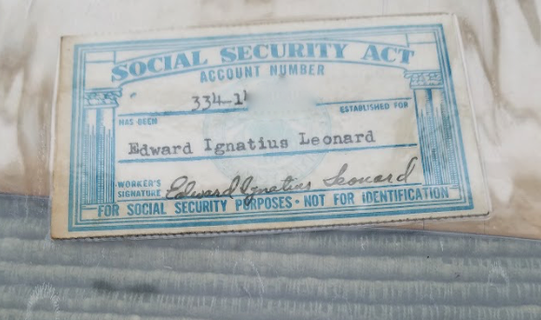 SOCIAL SECURITY ACT
ACCOUNT NUMBER
334-1
HAS BEEN
ESTABLISHED FOR
Edward Ignatius Leonard
WORKER'S
SIGNATURE
Edward Ignatius Leonard
FOR SOCIAL SECURITY PURPOSES • NOT FOR IDENTIFICATION